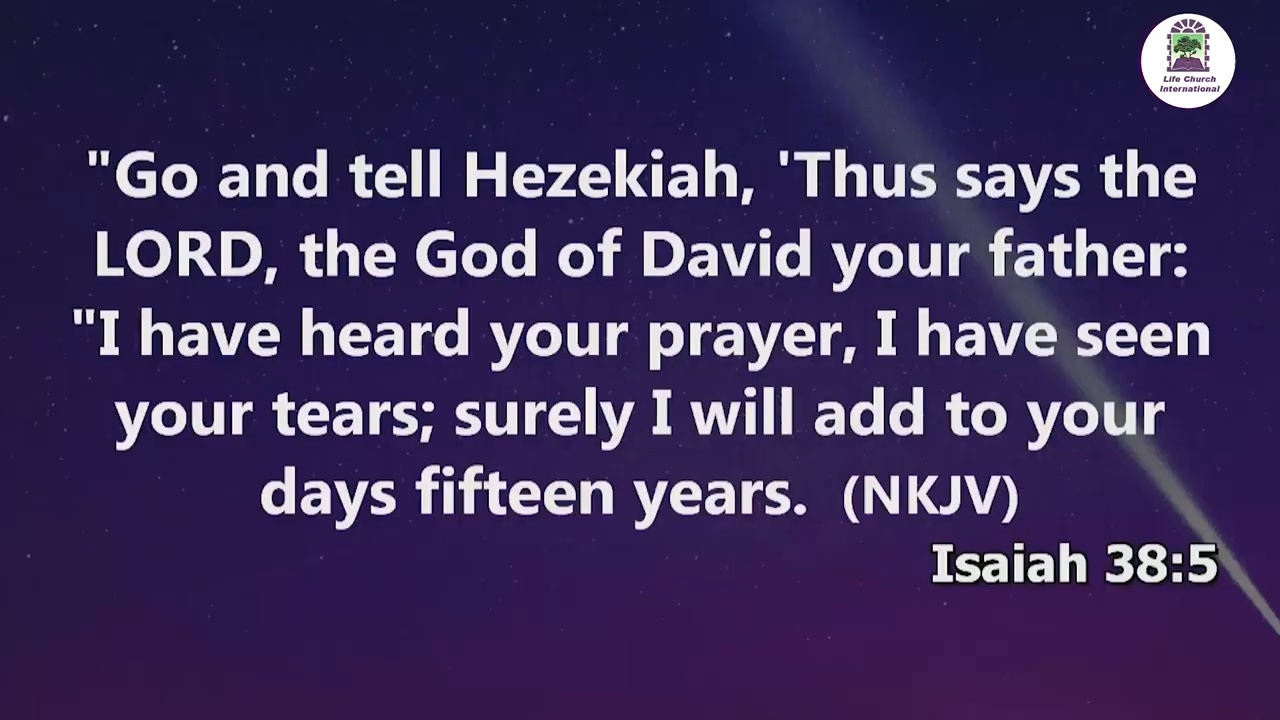 Life Church
International
"Go and tell Hezekiah, 'Thus says the
LORD, the God of David your father:
"I have heard your prayer, I have seen
your tears; surely I will add to your
days fifteen years.  (NKJV)
Isaiah 38:5